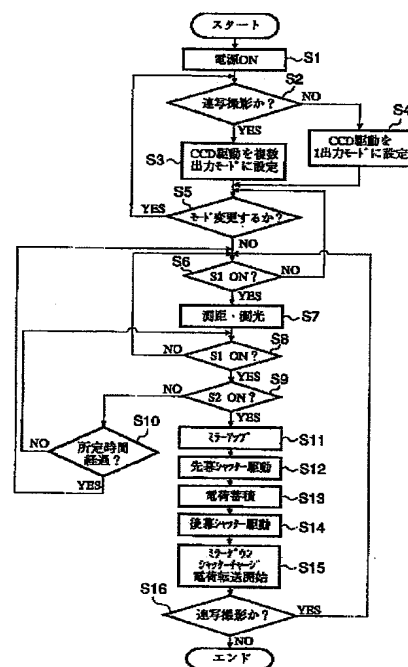 スタート
電源ON
S1
S2
連写撮影か?
NO
YES
S4
CCD駆動を
1出力モードに設定
S3
CCD駆動を複数
出力モードに設定
S5
YES
モード変更するか?
NO
S6
S1 ON?
NO
YES
測距・測光
S7
S8
NO
S1 ON?
YES
S9
NO
S2 ON?
YES
S10
NO
所定時間
経過?
YES
ミラーアップ
S11
先幕シャッター駆動
S12
電荷蓄積
S13
後幕シャッター駆動
S14
ミラーダウン
シャッターチャージ
電荷転送開始
S15
S16
連写撮影か?
YES
NO
エンド